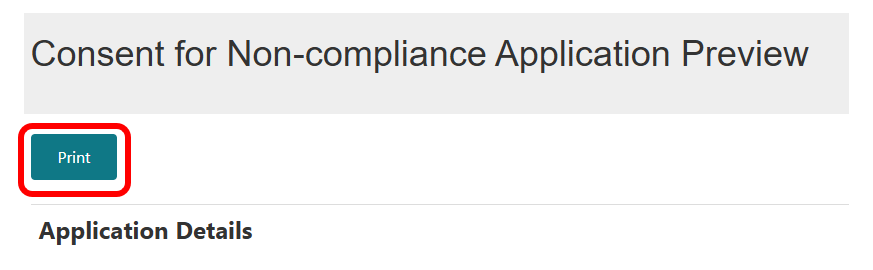 Consent for Non-compliance Application Preview
Print
Application Details